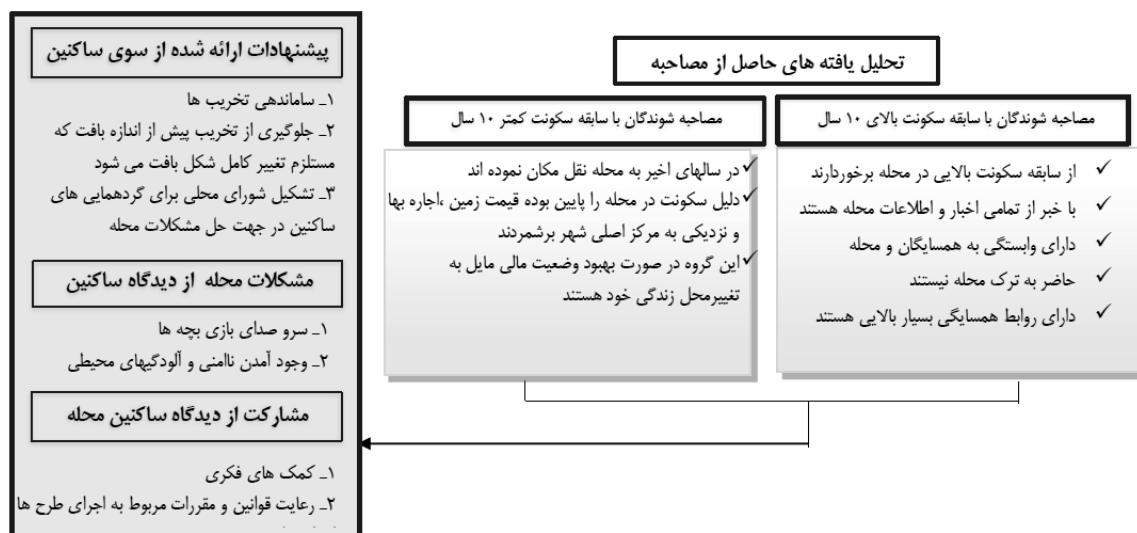 تحلیل یافته های حاصل از مصاحبه
مصاحبه شوندگان با سابقه سکونت بالای ۱۰ سال
✓ از سابقه سکونت بالایی در محله برخوردارند
✓ با خبر از تمامی اخبار و اطلاعات محله هستند
✓ دارای وابستگی به همسایگان و محله
✓ حاضر به ترک محله نیستند
✓ دارای روابط همسایگی بسیار بالایی هستند
مصاحبه شوندگان با سابقه سکونت کمتر ۱۰ سال
✓ در سالهای اخیر به محله نقل مکان نموده اند
✓ دلیل سکونت در محله را پایین بوده قیمت زمین ،اجاره بها
و نزدیکی به مرکز اصلی شهر برشمردند
✓ این گروه در صورت بهبود وضعیت مالی مایل به
تغییرمحل زندگی خود هستند
پیشنهادات ارائه شده از سوی ساکنین
۱_ ساماندهی تخریب ها
۲_ جلوگیری از تخریب پیش از اندازه بافت که
مستلزم تغییر کامل شکل بافت می شود
۳_ تشکیل شورای محلی برای گردهمایی های
ساکنین در جهت حل مشکلات محله
مشکلات محله از دیدگاه ساکنین
۱_ سرو صدای بازی بچه ها
۲_ وجود آمدن ناامنی و آلودگیهای محیطی
مشارکت از دیدگاه ساکنین محله
۱_ کمک های فکری
۲_ رعایت قوانین و مقررات مربوط به اجرای طرح ها